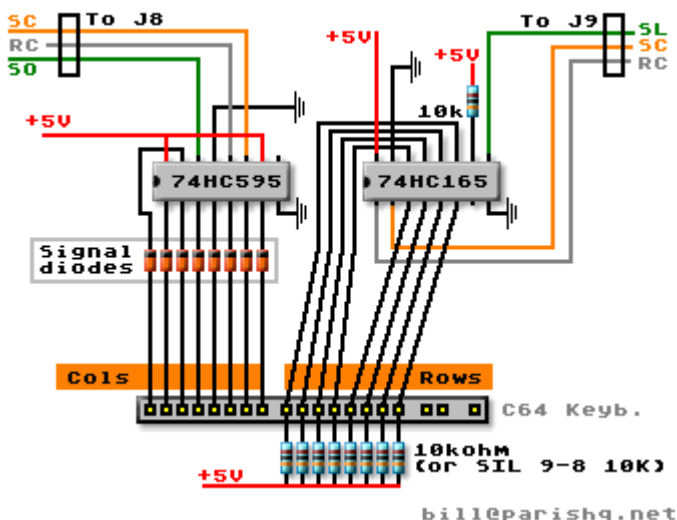 SC
To J8
RC
SO
+5V
+5V
To J9
SL
SC
RC
+5V
10k
74HC595
74HC165
Signal
diodes
Cols
Rows
C64 Keyb.
10kohm
(or SIL 9-8 10K)
+5V
bill@parishq.net